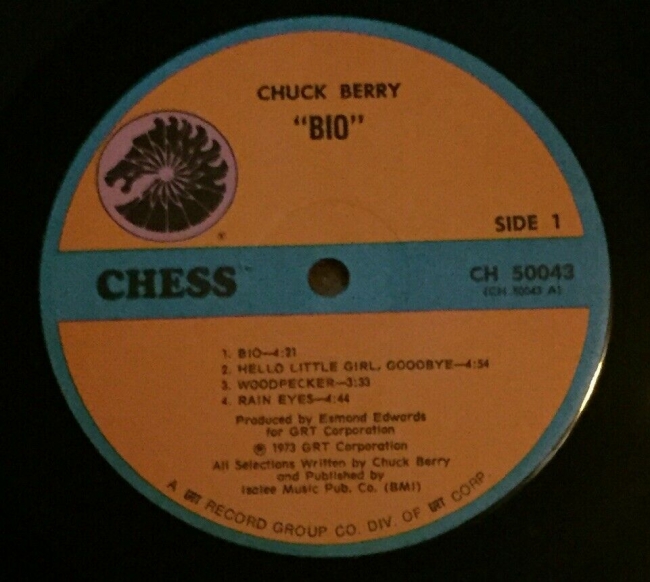 CHUCK BERRY
"BIO"
®
SIDE 1
CHESS
CH 50043
(CH 50043 A)
1. BIO—4:21
2. HELLO LITTLE GIRL, GOODBYE—4:54
3. WOODPECKER—3:33
4. RAIN EYES—4:44
Produced by Esmond Edwards
for GRT Corporation
℗ 1973 GRT Corporation
All Selections Written by Chuck Berry
and Published by
Isalee Music Pub. Co. (BMI)
A GRT RECORD GROUP CO. DIV. OF GRT CORP.